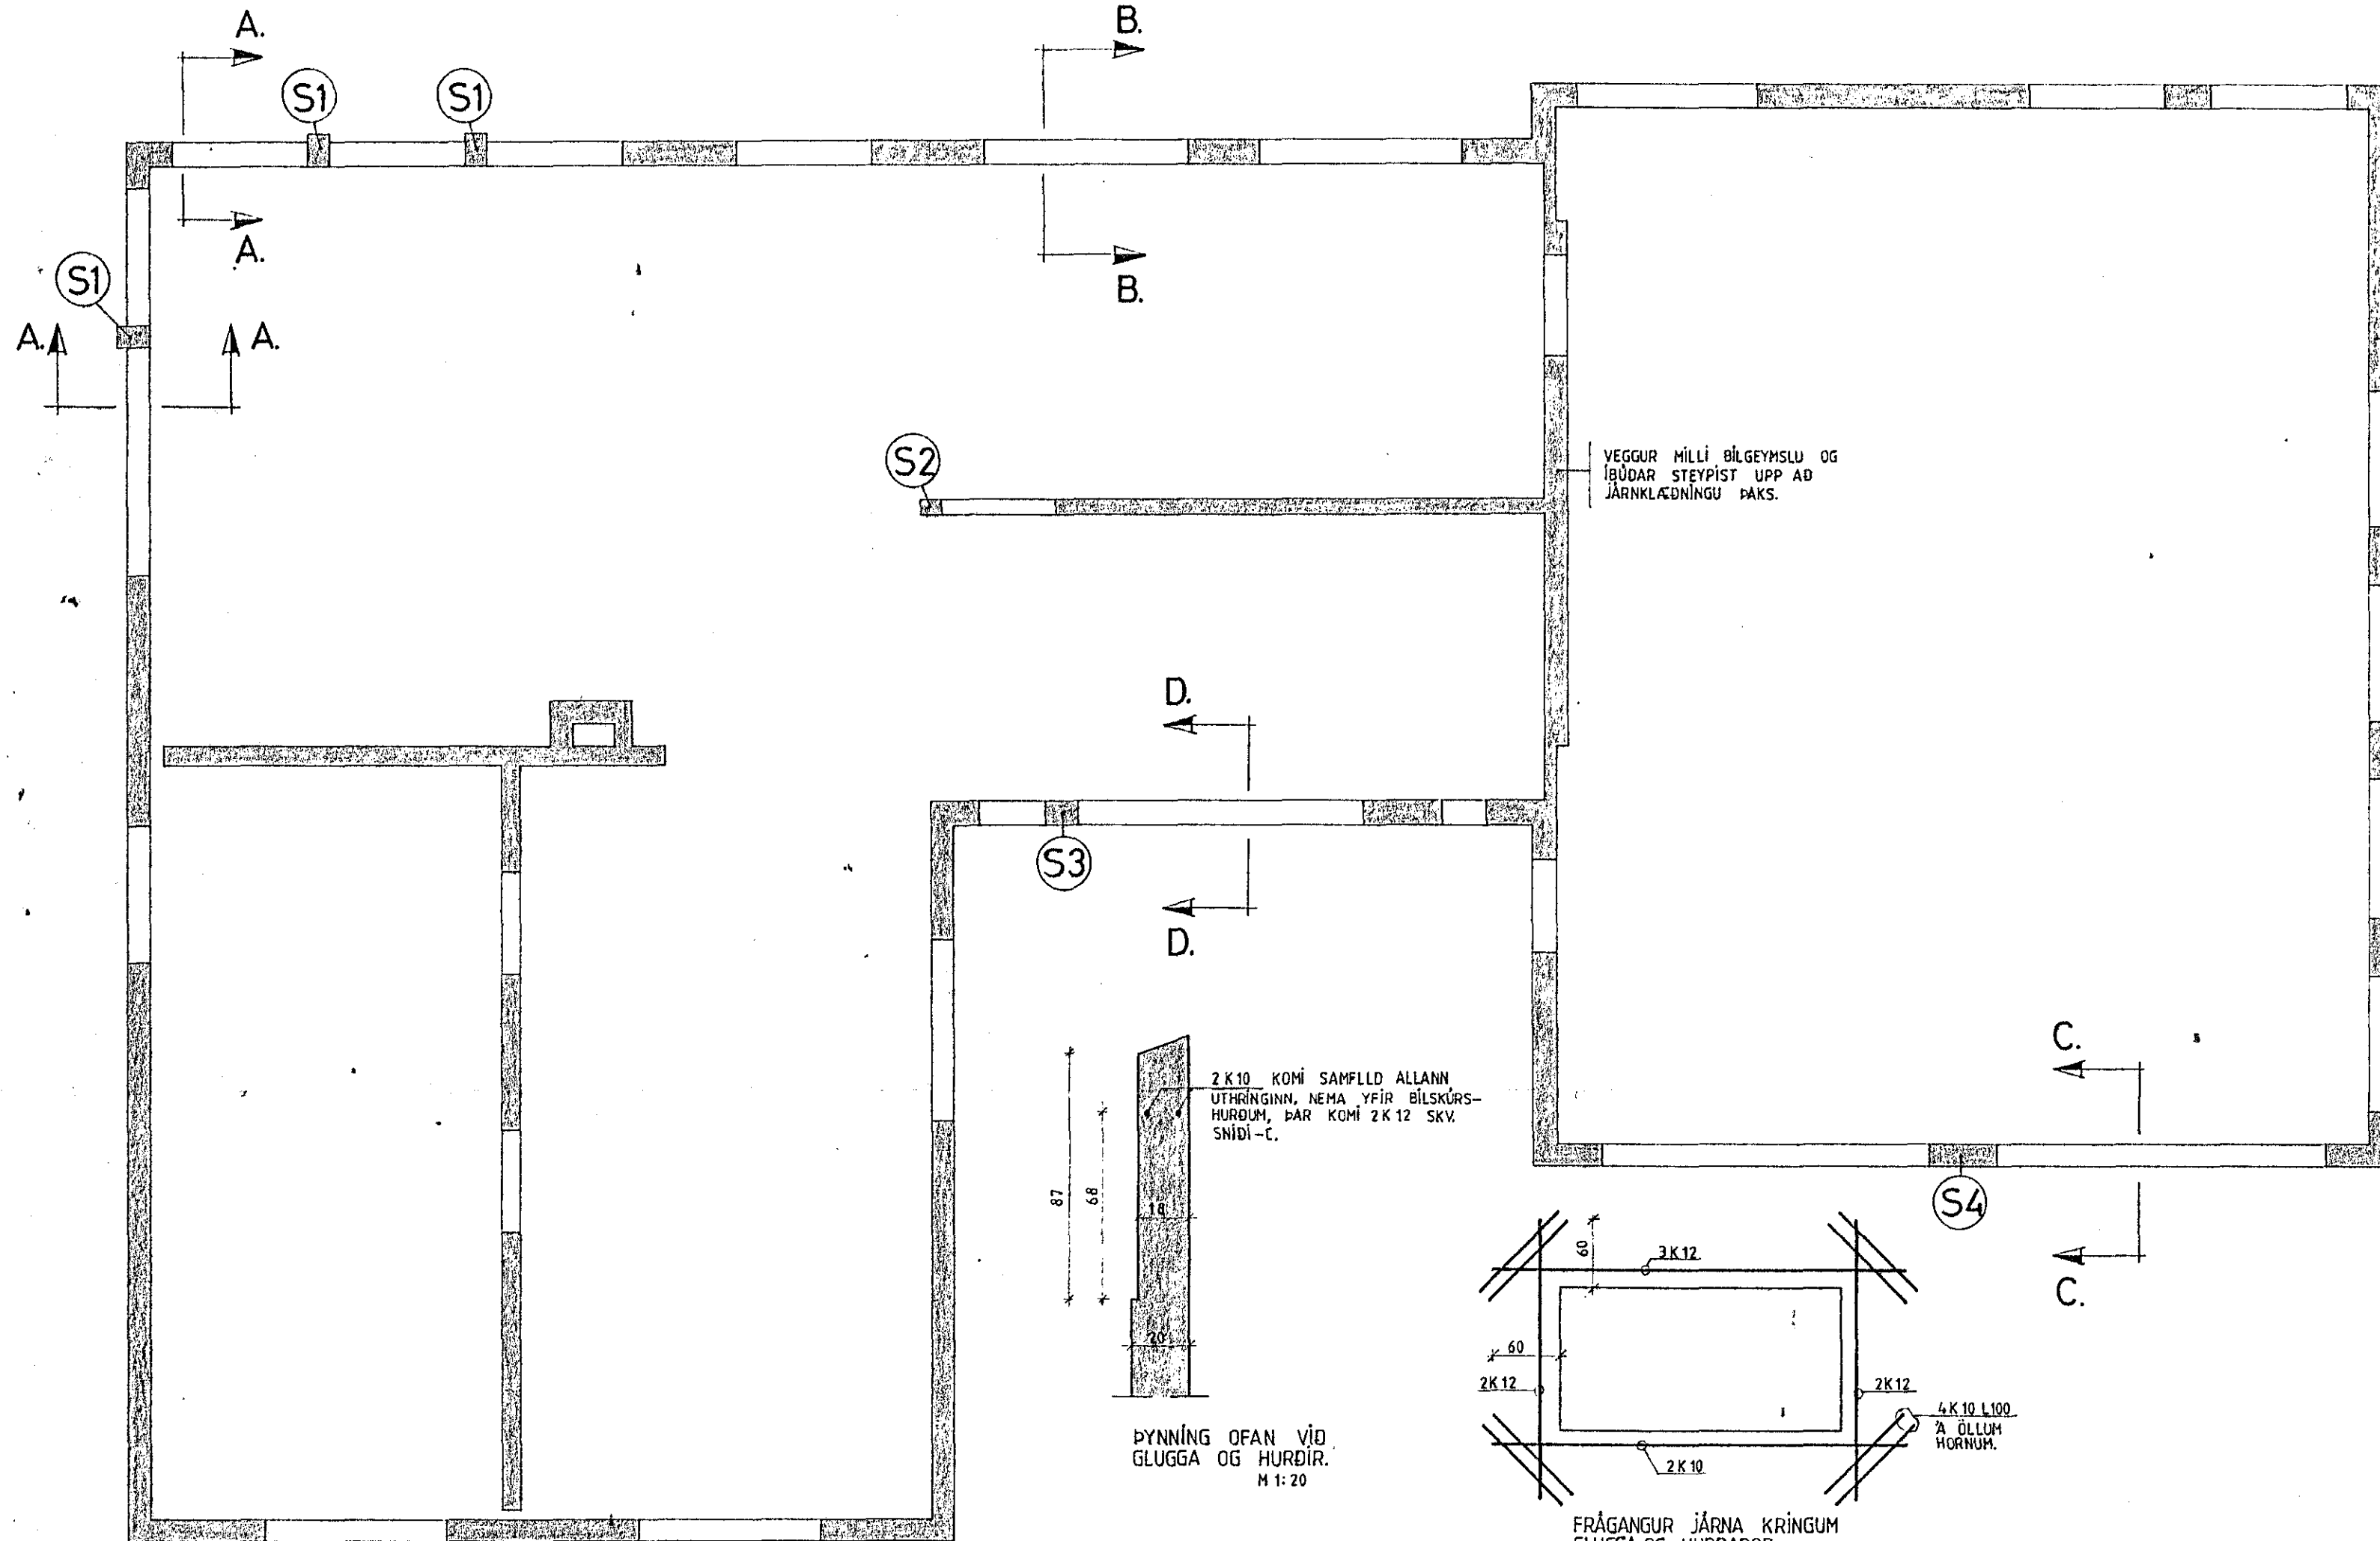 A.
B.
S1
S1
A.
B.
S1
A.
A.
S2
VEGGUR MILLI BÍLGEYMSLU OG
ÍBÚÐAR STEYPIST UPP AÐ
JÁRNKLÆÐNINGU ÞAKS.
D.
S3
D.
C.
2 K 10 KOMI SAMFLLD ALLANN
UTHRINGINN, NEMA YFIR BÍLSKÚRS-
HURÐUM, ÞAR KOMI 2 K 12 SKV.
SNIÐI-C.
87
68
18
20
S4
C.
60
3 K 12
60
2 K 12
2 K 12
4 K 10 L100
Á ÖLLUM
HORNUM.
2 K 10
ÞYNNING OFAN VIÐ
GLUGGA OG HURÐIR.
M 1:20
FRÁGANGUR JÁRNA KRINGUM